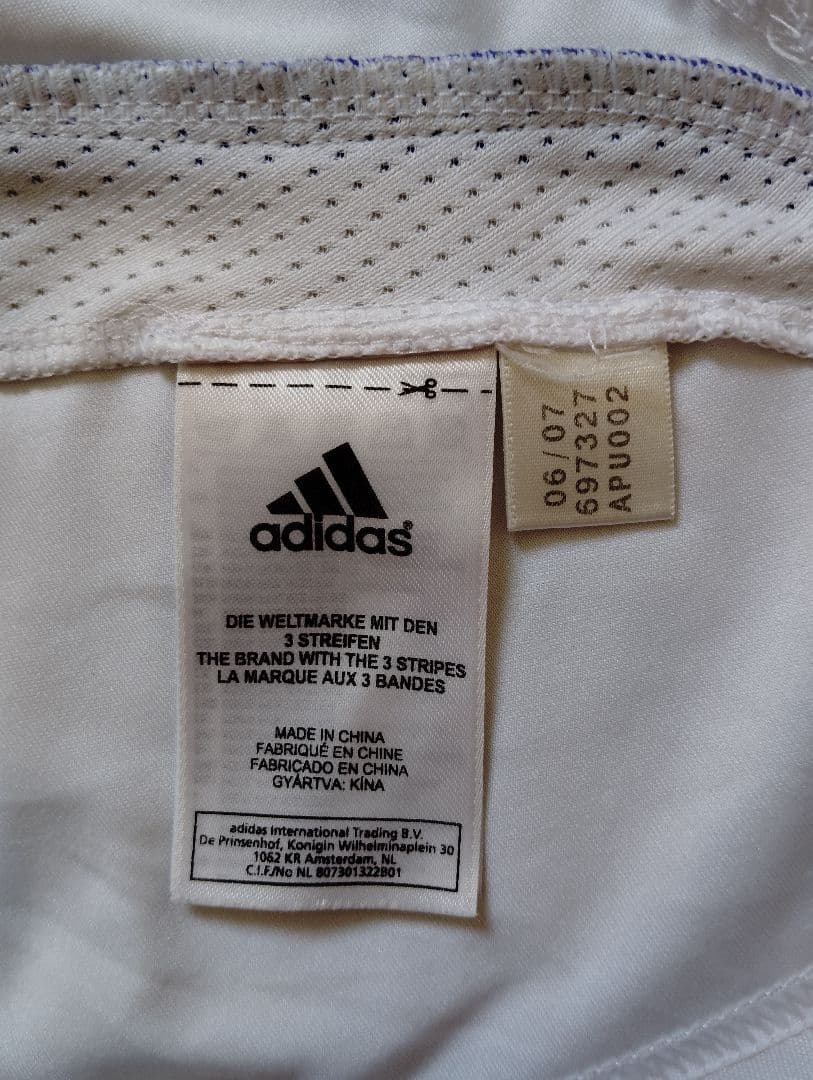 adidas®
DIE WELTMARKE MIT DEN
3 STREIFEN
THE BRAND WITH THE 3 STRIPES
LA MARQUE AUX 3 BANDES
MADE IN CHINA
FABRIQUÉ EN CHINE
FABRICADO EN CHINA
GYÁRTVA: KÍNA
adidas International Trading B.V.
De Prinsenhof, Konigin Wilhelminaplein 30
1062 KR Amsterdam, NL
C.I.F./No NL 807301322B01
06/07
697327
APU002